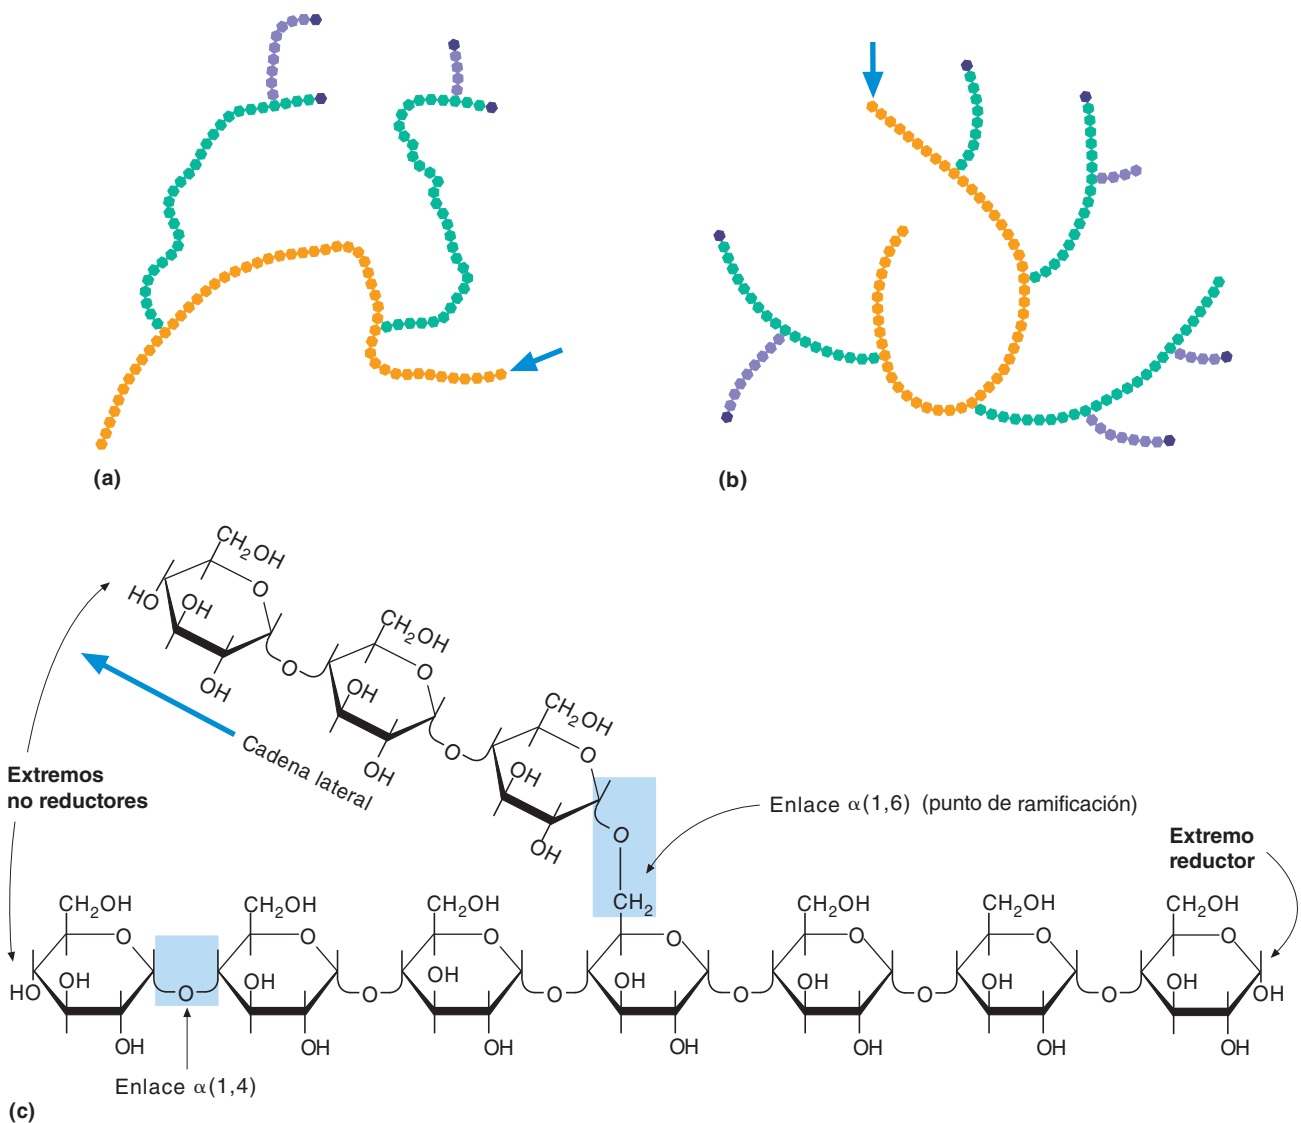 (a)
(b)
CH2OH
O
HO
OH
OH
O
CH2OH
O
OH
OH
O
CH2OH
O
OH
OH
Cadena lateral
Extremos
no reductores
O
CH2
Enlace α(1,6) (punto de ramificación)
Extremo
reductor
CH2OH
CH2OH
CH2OH
CH2OH
CH2OH
CH2OH
O
O
O
O
O
O
O
HO
OH
OH
OH
OH
OH
OH
OH
OH
O
O
O
O
O
O
OH
OH
OH
OH
OH
OH
OH
Enlace α(1,4)
(c)